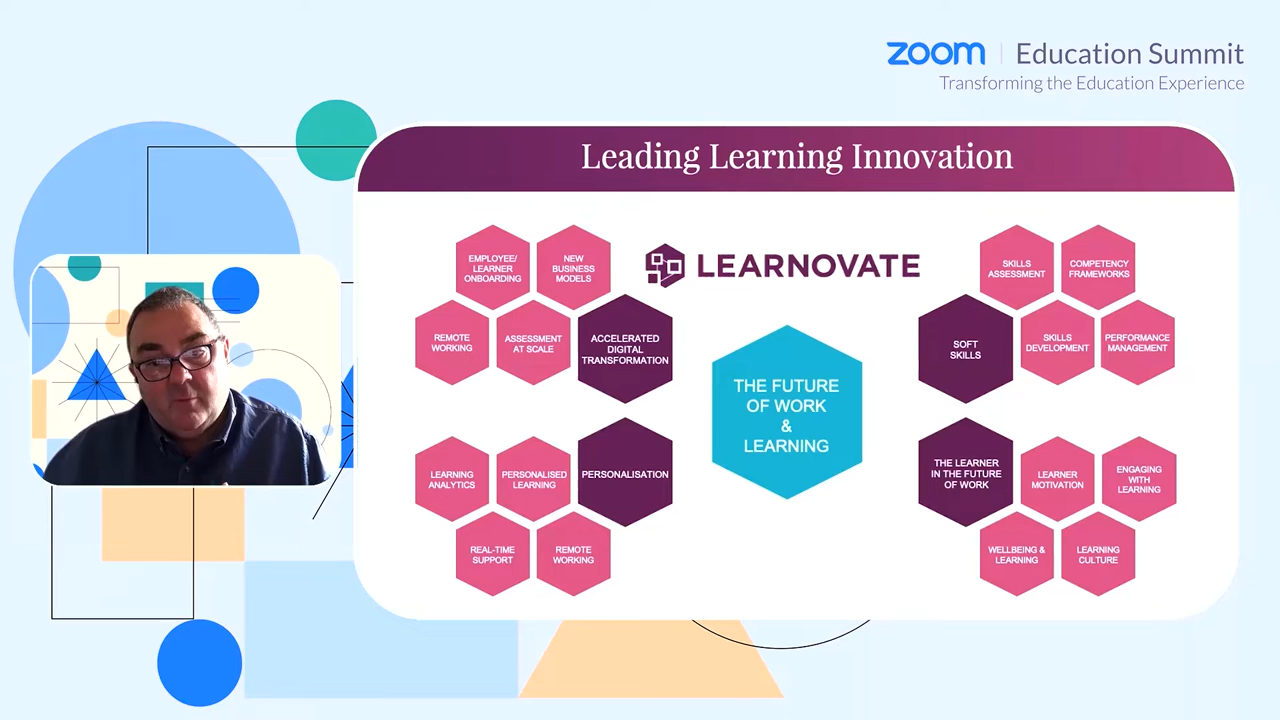 zoom | Education Summit
Transforming the Education Experience
Leading Learning Innovation
LEARNOVATE
EMPLOYEE/
LEARNER
ONBOARDING
NEW
BUSINESS
MODELS
REMOTE
WORKING
ASSESSMENT
AT SCALE
ACCELERATED
DIGITAL
TRANSFORMATION
LEARNING
ANALYTICS
PERSONALISED
LEARNING
PERSONALISATION
REAL-TIME
SUPPORT
REMOTE
WORKING
THE FUTURE
OF WORK
&
LEARNING
SKILLS
ASSESSMENT
COMPETENCY
FRAMEWORKS
SOFT
SKILLS
SKILLS
DEVELOPMENT
PERFORMANCE
MANAGEMENT
THE LEARNER
IN THE FUTURE
OF WORK
LEARNER
MOTIVATION
ENGAGING
WITH
LEARNING
WELLBEING &
LEARNING
LEARNING
CULTURE